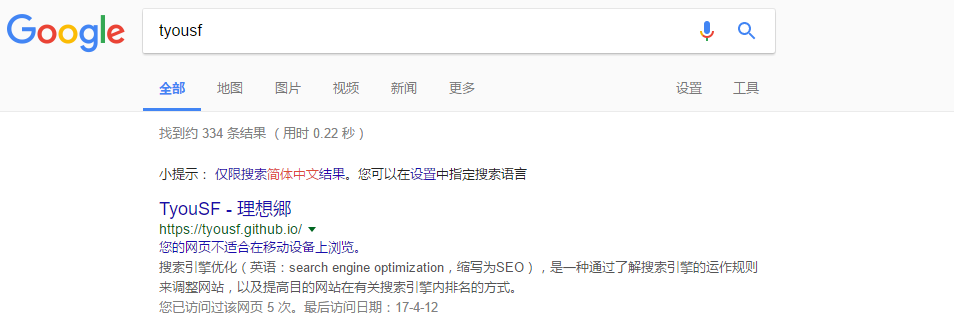 Google
tyousf
全部 地图 图片 视频 新闻 更多 设置 工具
找到约 334 条结果 （用时 0.22 秒）
小提示： 仅限搜索简体中文结果。您可以在设置中指定搜索语言
TyouSF - 理想鄉
https://tyousf.github.io/
您的网页不适合在移动设备上浏览。
搜索引擎优化（英语：search engine optimization，缩写为SEO），是一种通过了解搜索引擎的运作规则
来调整网站，以及提高目的网站在有关搜索引擎内排名的方式。
您已访问过该网页 5 次。最后访问日期：17-4-12